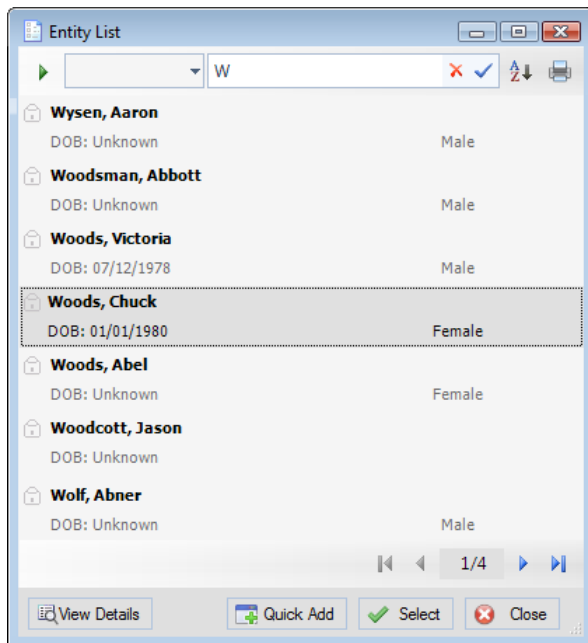 Entity List
W
A
Z
Wysen, Aaron
DOB: Unknown Male
Woodsman, Abbott
DOB: Unknown Male
Woods, Victoria
DOB: 07/12/1978 Male
Woods, Chuck
DOB: 01/01/1980 Female
Woods, Abel
DOB: Unknown Female
Woodcott, Jason
DOB: Unknown
Wolf, Abner
DOB: Unknown Male
1/4
View Details Quick Add Select Close